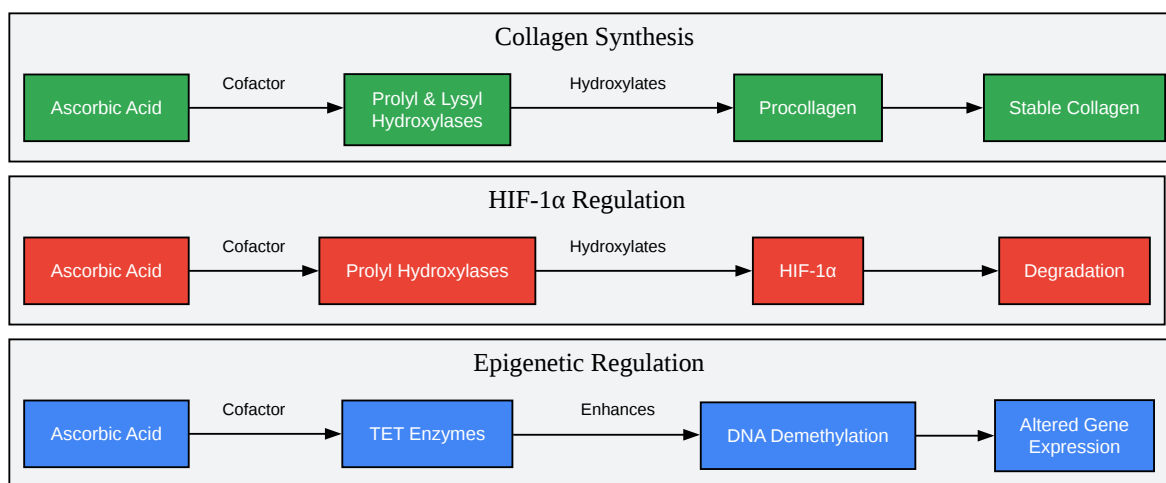 Collagen Synthesis
Ascorbic Acid
Cofactor
Prolyl & Lysyl
Hydroxylases
Hydroxylates
Procollagen
Stable Collagen
HIF-1α Regulation
Ascorbic Acid
Cofactor
Prolyl Hydroxylases
Hydroxylates
HIF-1α
Degradation
Epigenetic Regulation
Ascorbic Acid
Cofactor
TET Enzymes
Enhances
DNA Demethylation
Altered Gene
Expression